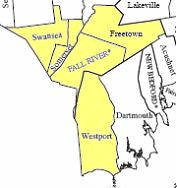 Lakeville
Swansea
Freetown
Somerset
FALL RIVER*
NEW BEDFORD*
Acushnet
Dartmouth
Westport